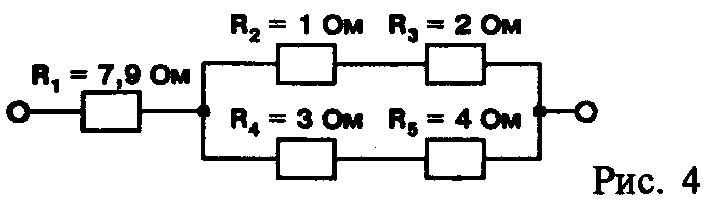 R₂ = 1 Ом R₃ = 2 Ом
R₁ = 7,9 Ом
R₄ = 3 Ом R₅ = 4 Ом
Рис. 4